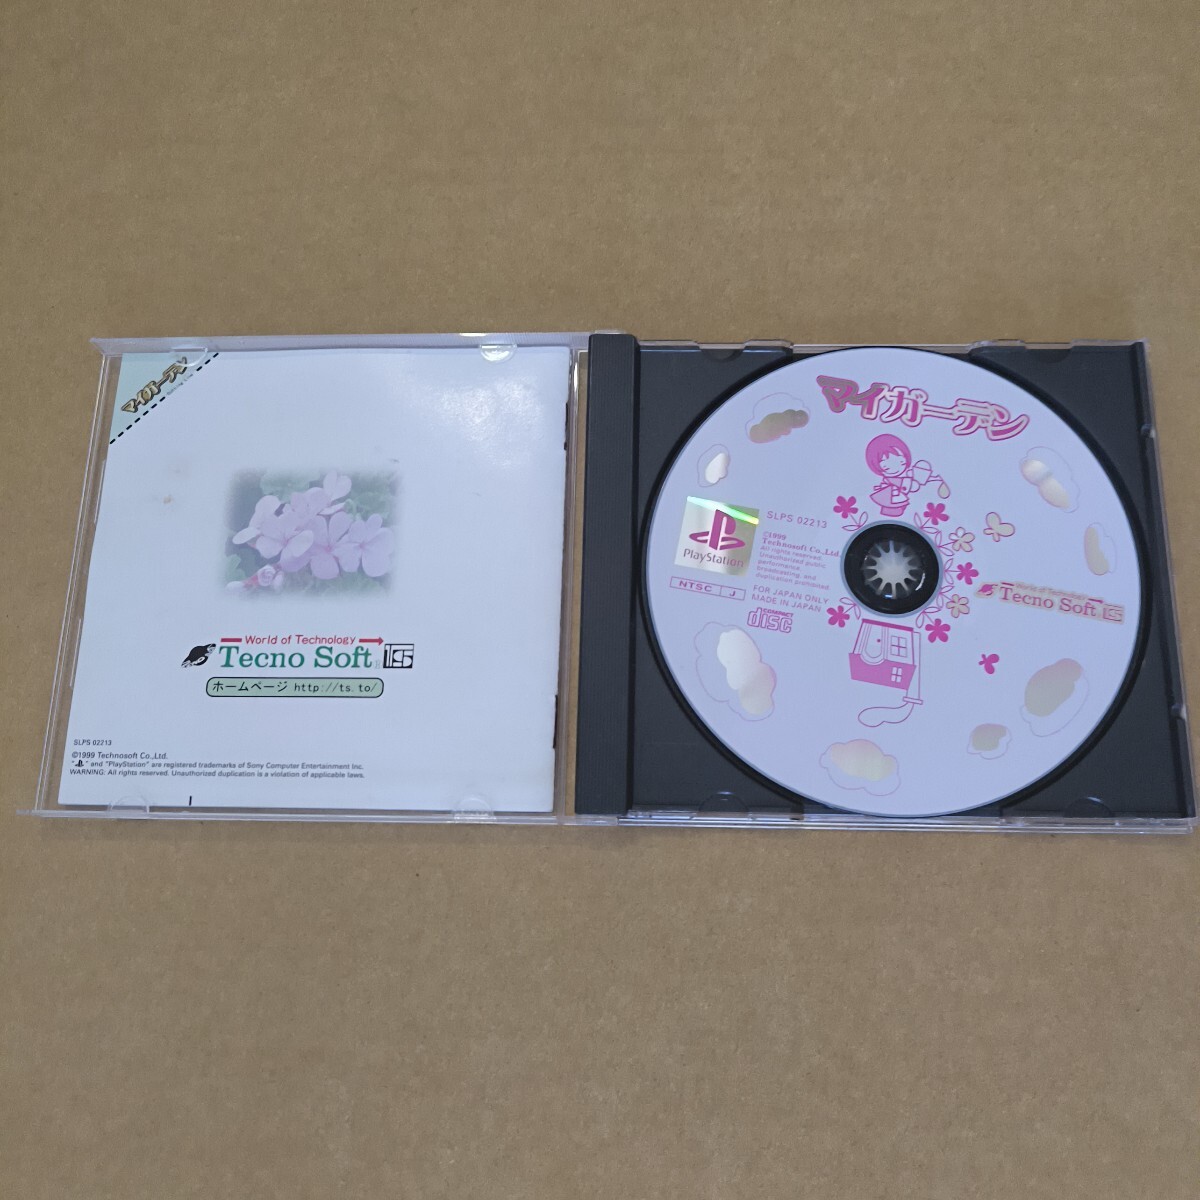 マイガーデン
World of Technology
Tecno Soft
ホームページ http://ts.to/
SLPS 02213
©1999 Technosoft Co.,Ltd.
" " and "PlayStation" are registered trademarks of Sony Computer Entertainment Inc.
WARNING: All rights reserved. Unauthorized duplication is a violation of applicable laws.
マイガーデン
PlayStation
NTSC J
SLPS 02213
©1999
Technosoft Co.,Ltd.
All rights reserved.
Unauthorized public
performance,
broadcasting, and
duplication prohibited.
FOR JAPAN ONLY
MADE IN JAPAN
COMPACT
disc
World of Technology
Tecno Soft